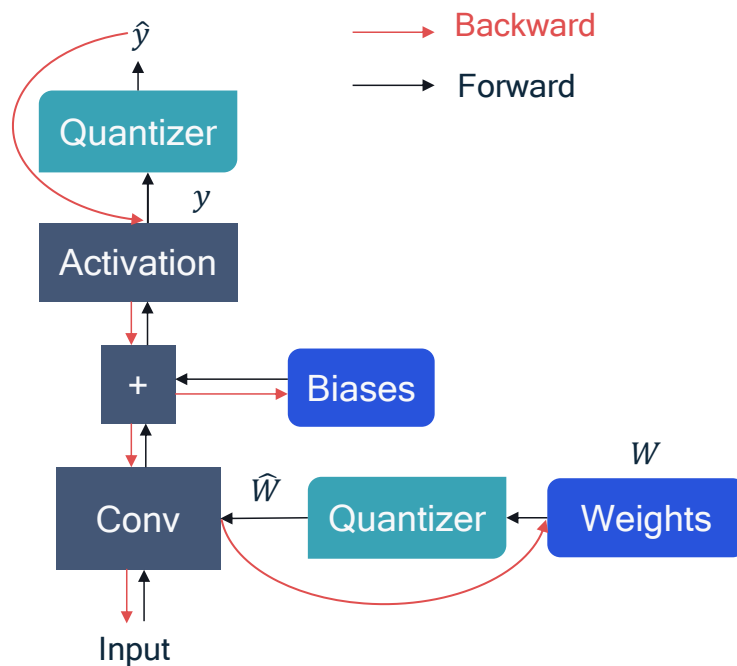 ŷ
Backward
Forward
Quantizer
y
Activation
+
Biases
W
Ŵ
Conv
Quantizer
Weights
Input